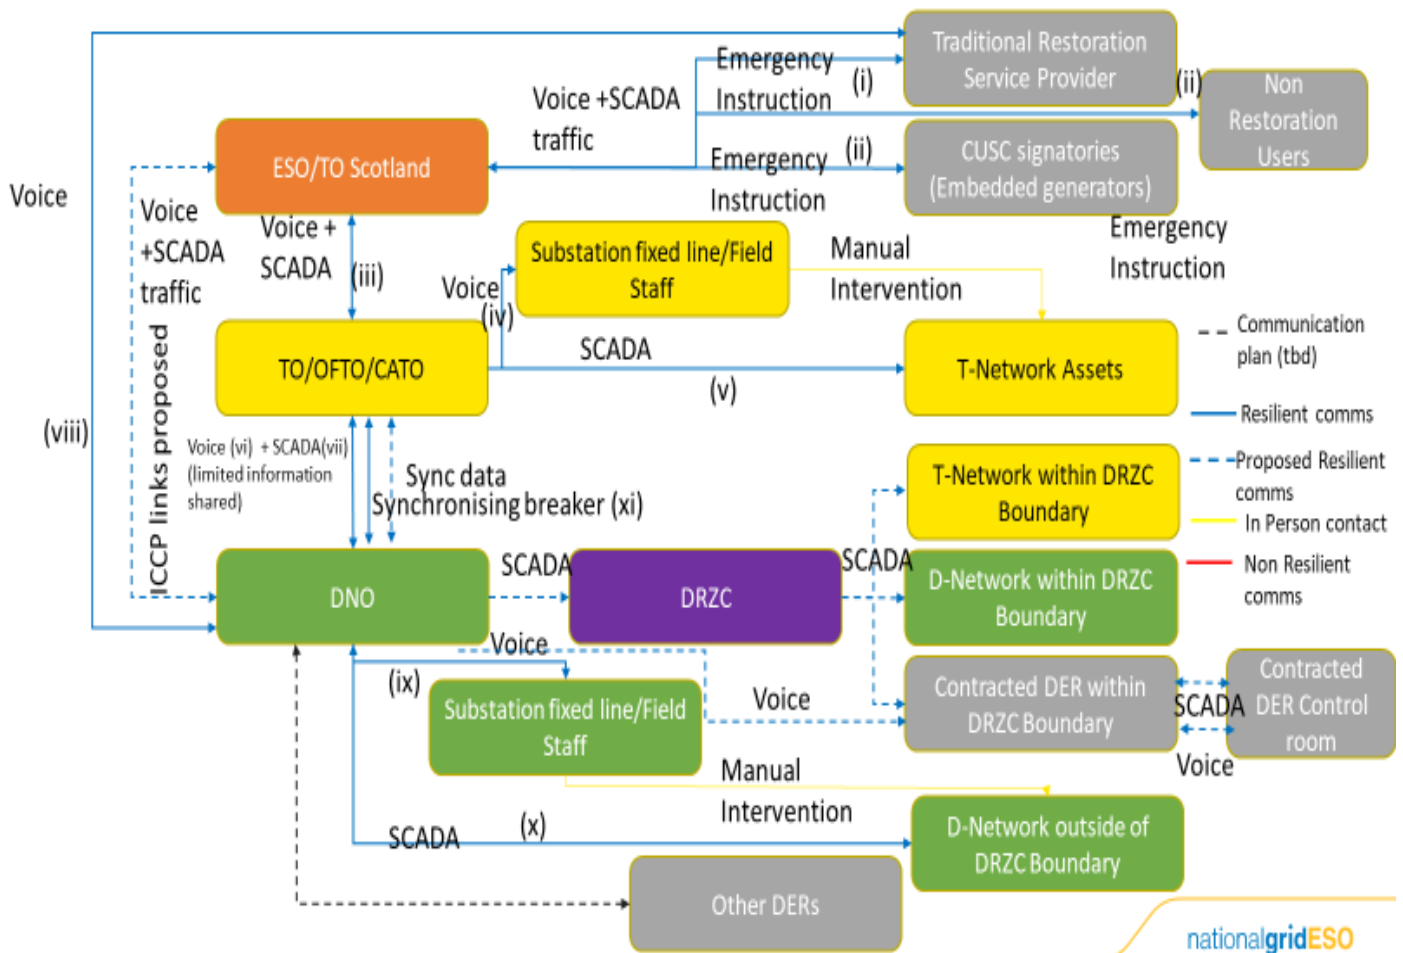 Traditional Restoration
Service Provider
Emergency
Instruction
(i)
(ii)
Non
Restoration
Users
Voice +SCADA
traffic
ESO/TO Scotland
Emergency
Instruction
(ii)
CUSC signatories
(Embedded generators)
Voice
Voice
+SCADA
traffic
Voice +
SCADA
(iii)
Substation fixed line/Field
Staff
Manual
Intervention
Emergency
Instruction
Voice
(iv)
SCADA
(v)
TO/OFTO/CATO
T-Network Assets
Communication
plan (tbd)
Resilient comms
Proposed Resilient
comms
In Person contact
Non Resilient
comms
(viii)
ICCP links proposed
Voice (vi) + SCADA(vii)
(limited information
shared)
Sync data
Synchronising breaker (xi)
T-Network within DRZC
Boundary
DNO
SCADA
DRZC
SCADA
D-Network within DRZC
Boundary
Voice
(ix)
Substation fixed line/Field
Staff
Voice
Contracted DER within
DRZC Boundary
SCADA
Voice
Contracted
DER Control
room
Manual
Intervention
SCADA
(x)
D-Network outside of
DRZC Boundary
Other DERs
nationalgridESO